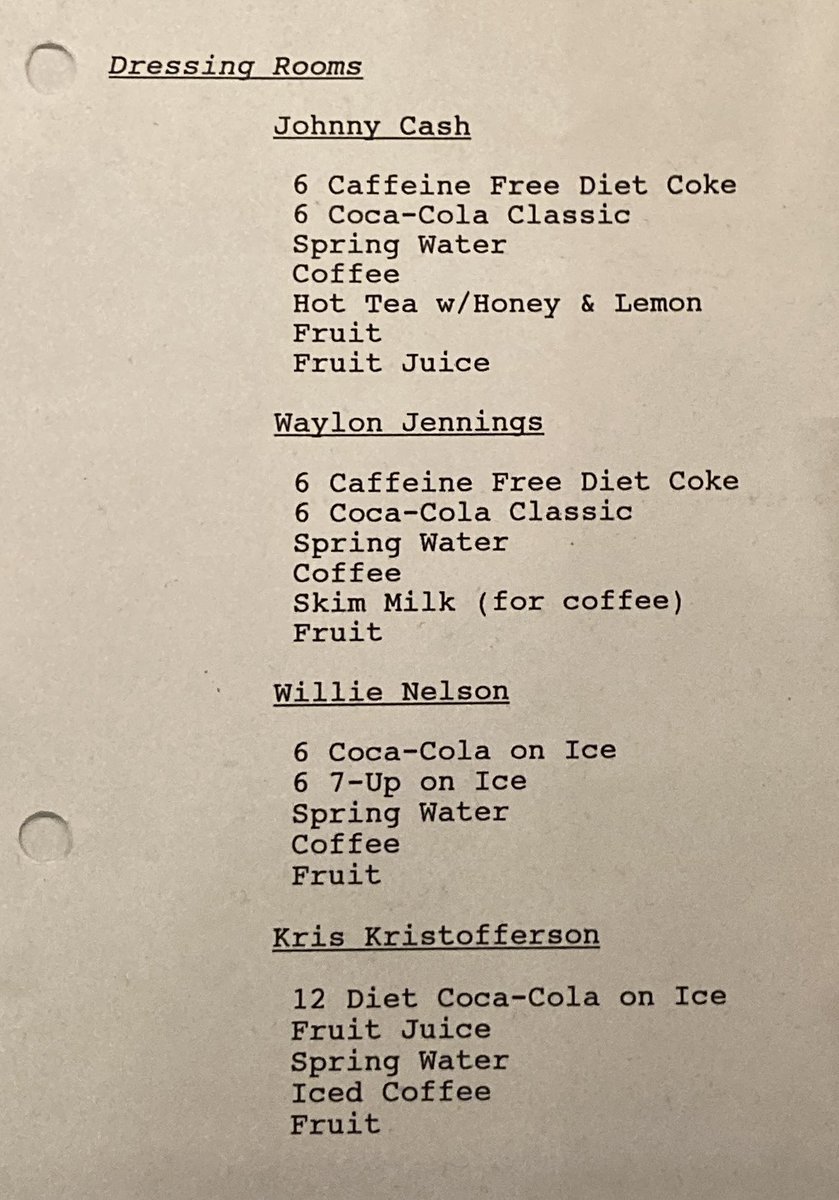 Dressing Rooms
Johnny Cash
6 Caffeine Free Diet Coke
6 Coca-Cola Classic
Spring Water
Coffee
Hot Tea w/Honey & Lemon
Fruit
Fruit Juice
Waylon Jennings
6 Caffeine Free Diet Coke
6 Coca-Cola Classic
Spring Water
Coffee
Skim Milk (for coffee)
Fruit
Willie Nelson
6 Coca-Cola on Ice
6 7-Up on Ice
Spring Water
Coffee
Fruit
Kris Kristofferson
12 Diet Coca-Cola on Ice
Fruit Juice
Spring Water
Iced Coffee
Fruit